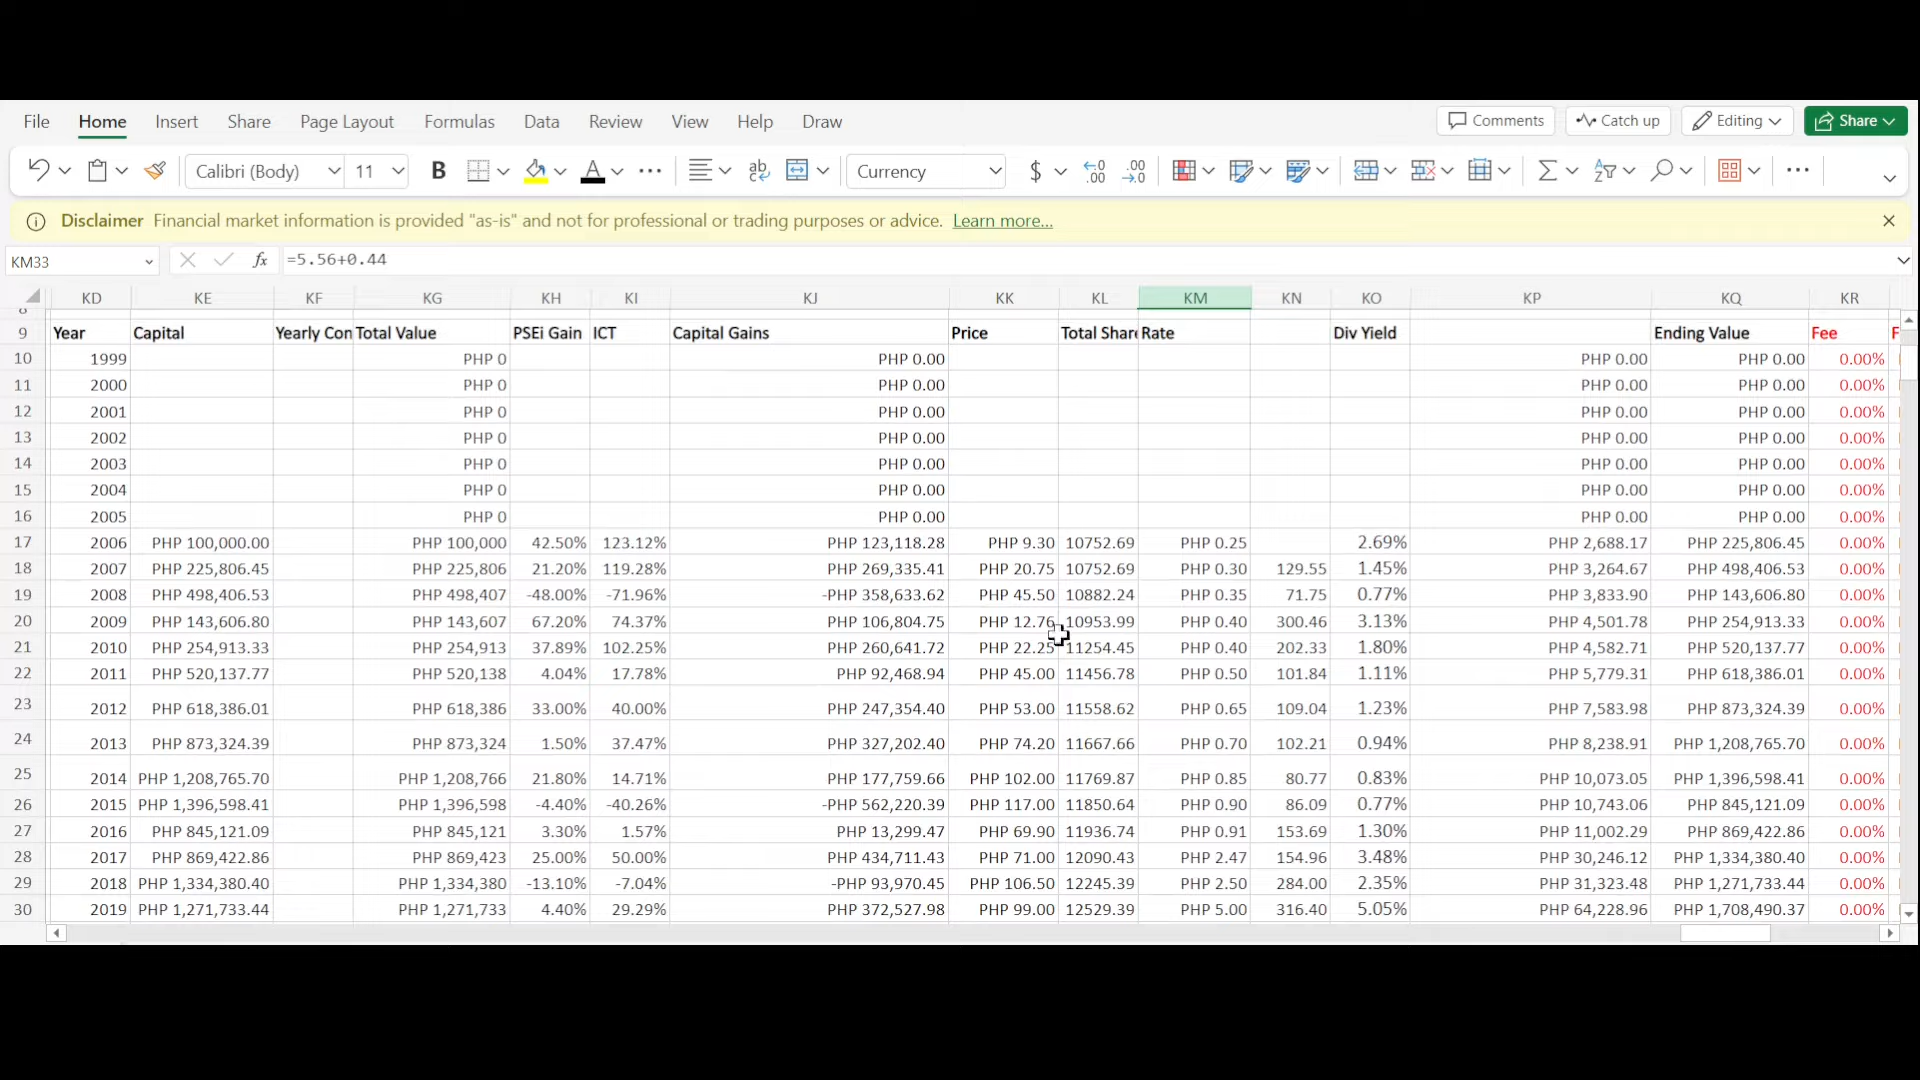 File Home Insert Share Page Layout Formulas Data Review View Help Draw Comments Catch up Editing Share
Calibri (Body) 11 B A ab Currency $ .00 .00
Disclaimer Financial market information is provided "as-is" and not for professional or trading purposes or advice. Learn more...
KM33 fx =5.56+0.44
KD KE KF KG KH KI KJ KK KL KM KN KO KP KQ KR
9 Year Capital Yearly Con Total Value PSEi Gain ICT Capital Gains Price Total Share Rate Div Yield Ending Value Fee F
10 1999 PHP 0 PHP 0.00 PHP 0.00 PHP 0.00 0.00%
11 2000 PHP 0 PHP 0.00 PHP 0.00 PHP 0.00 0.00%
12 2001 PHP 0 PHP 0.00 PHP 0.00 PHP 0.00 0.00%
13 2002 PHP 0 PHP 0.00 PHP 0.00 PHP 0.00 0.00%
14 2003 PHP 0 PHP 0.00 PHP 0.00 PHP 0.00 0.00%
15 2004 PHP 0 PHP 0.00 PHP 0.00 PHP 0.00 0.00%
16 2005 PHP 0 PHP 0.00 PHP 0.00 PHP 0.00 0.00%
17 2006 PHP 100,000.00 PHP 100,000 42.50% 123.12% PHP 123,118.28 PHP 9.30 10752.69 PHP 0.25 2.69% PHP 2,688.17 PHP 225,806.45 0.00%
18 2007 PHP 225,806.45 PHP 225,806 21.20% 119.28% PHP 269,335.41 PHP 20.75 10752.69 PHP 0.30 129.55 1.45% PHP 3,264.67 PHP 498,406.53 0.00%
19 2008 PHP 498,406.53 PHP 498,407 -48.00% -71.96% -PHP 358,633.62 PHP 45.50 10882.24 PHP 0.35 71.75 0.77% PHP 3,833.90 PHP 143,606.80 0.00%
20 2009 PHP 143,606.80 PHP 143,607 67.20% 74.37% PHP 106,804.75 PHP 12.76 10953.99 PHP 0.40 300.46 3.13% PHP 4,501.78 PHP 254,913.33 0.00%
21 2010 PHP 254,913.33 PHP 254,913 37.89% 102.25% PHP 260,641.72 PHP 22.25 11254.45 PHP 0.40 202.33 1.80% PHP 4,582.71 PHP 520,137.77 0.00%
22 2011 PHP 520,137.77 PHP 520,138 4.04% 17.78% PHP 92,468.94 PHP 45.00 11456.78 PHP 0.50 101.84 1.11% PHP 5,779.31 PHP 618,386.01 0.00%
23 2012 PHP 618,386.01 PHP 618,386 33.00% 40.00% PHP 247,354.40 PHP 53.00 11558.62 PHP 0.65 109.04 1.23% PHP 7,583.98 PHP 873,324.39 0.00%
24 2013 PHP 873,324.39 PHP 873,324 1.50% 37.47% PHP 327,202.40 PHP 74.20 11667.66 PHP 0.70 102.21 0.94% PHP 8,238.91 PHP 1,208,765.70 0.00%
25 2014 PHP 1,208,765.70 PHP 1,208,766 21.80% 14.71% PHP 177,759.66 PHP 102.00 11769.87 PHP 0.85 80.77 0.83% PHP 10,073.05 PHP 1,396,598.41 0.00%
26 2015 PHP 1,396,598.41 PHP 1,396,598 -4.40% -40.26% -PHP 562,220.39 PHP 117.00 11850.64 PHP 0.90 86.09 0.77% PHP 10,743.06 PHP 845,121.09 0.00%
27 2016 PHP 845,121.09 PHP 845,121 3.30% 1.57% PHP 13,299.47 PHP 69.90 11936.74 PHP 0.91 153.69 1.30% PHP 11,002.29 PHP 869,422.86 0.00%
28 2017 PHP 869,422.86 PHP 869,423 25.00% 50.00% PHP 434,711.43 PHP 71.00 12090.43 PHP 2.47 154.96 3.48% PHP 30,246.12 PHP 1,334,380.40 0.00%
29 2018 PHP 1,334,380.40 PHP 1,334,380 -13.10% -7.04% -PHP 93,970.45 PHP 106.50 12245.39 PHP 2.50 284.00 2.35% PHP 31,323.48 PHP 1,271,733.44 0.00%
30 2019 PHP 1,271,733.44 PHP 1,271,733 4.40% 29.29% PHP 372,527.98 PHP 99.00 12529.39 PHP 5.00 316.40 5.05% PHP 64,228.96 PHP 1,708,490.37 0.00%